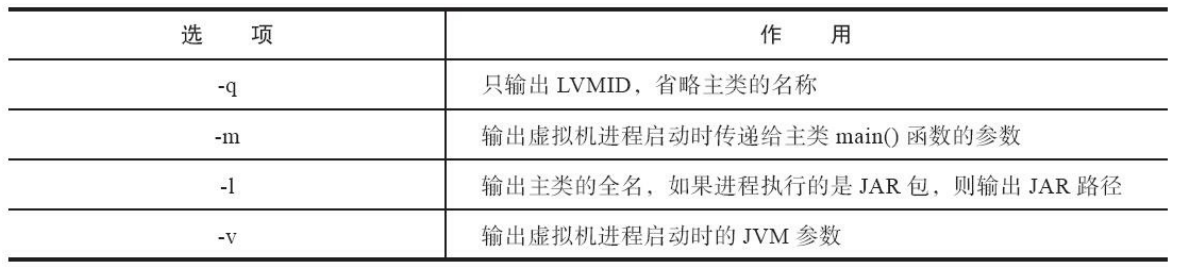 选 项 作 用
-q 只输出 LVMID，省略主类的名称
-m 输出虚拟机进程启动时传递给主类 main() 函数的参数
-l 输出主类的全名，如果进程执行的是 JAR 包，则输出 JAR 路径
-v 输出虚拟机进程启动时的 JVM 参数